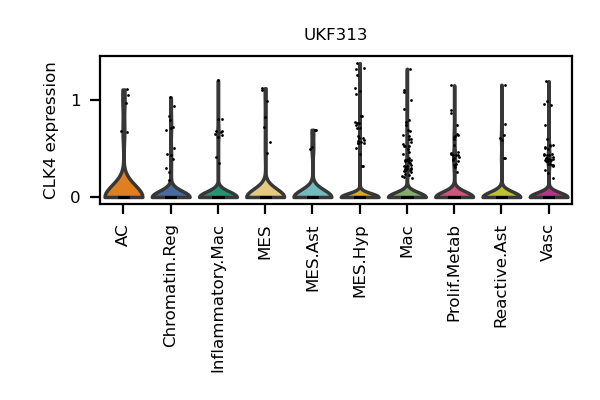 UKF313
CLK4 expression
1
0
AC
Chromatin.Reg
Inflammatory.Mac
MES
MES.Ast
MES.Hyp
Mac
Prolif.Metab
Reactive.Ast
Vasc